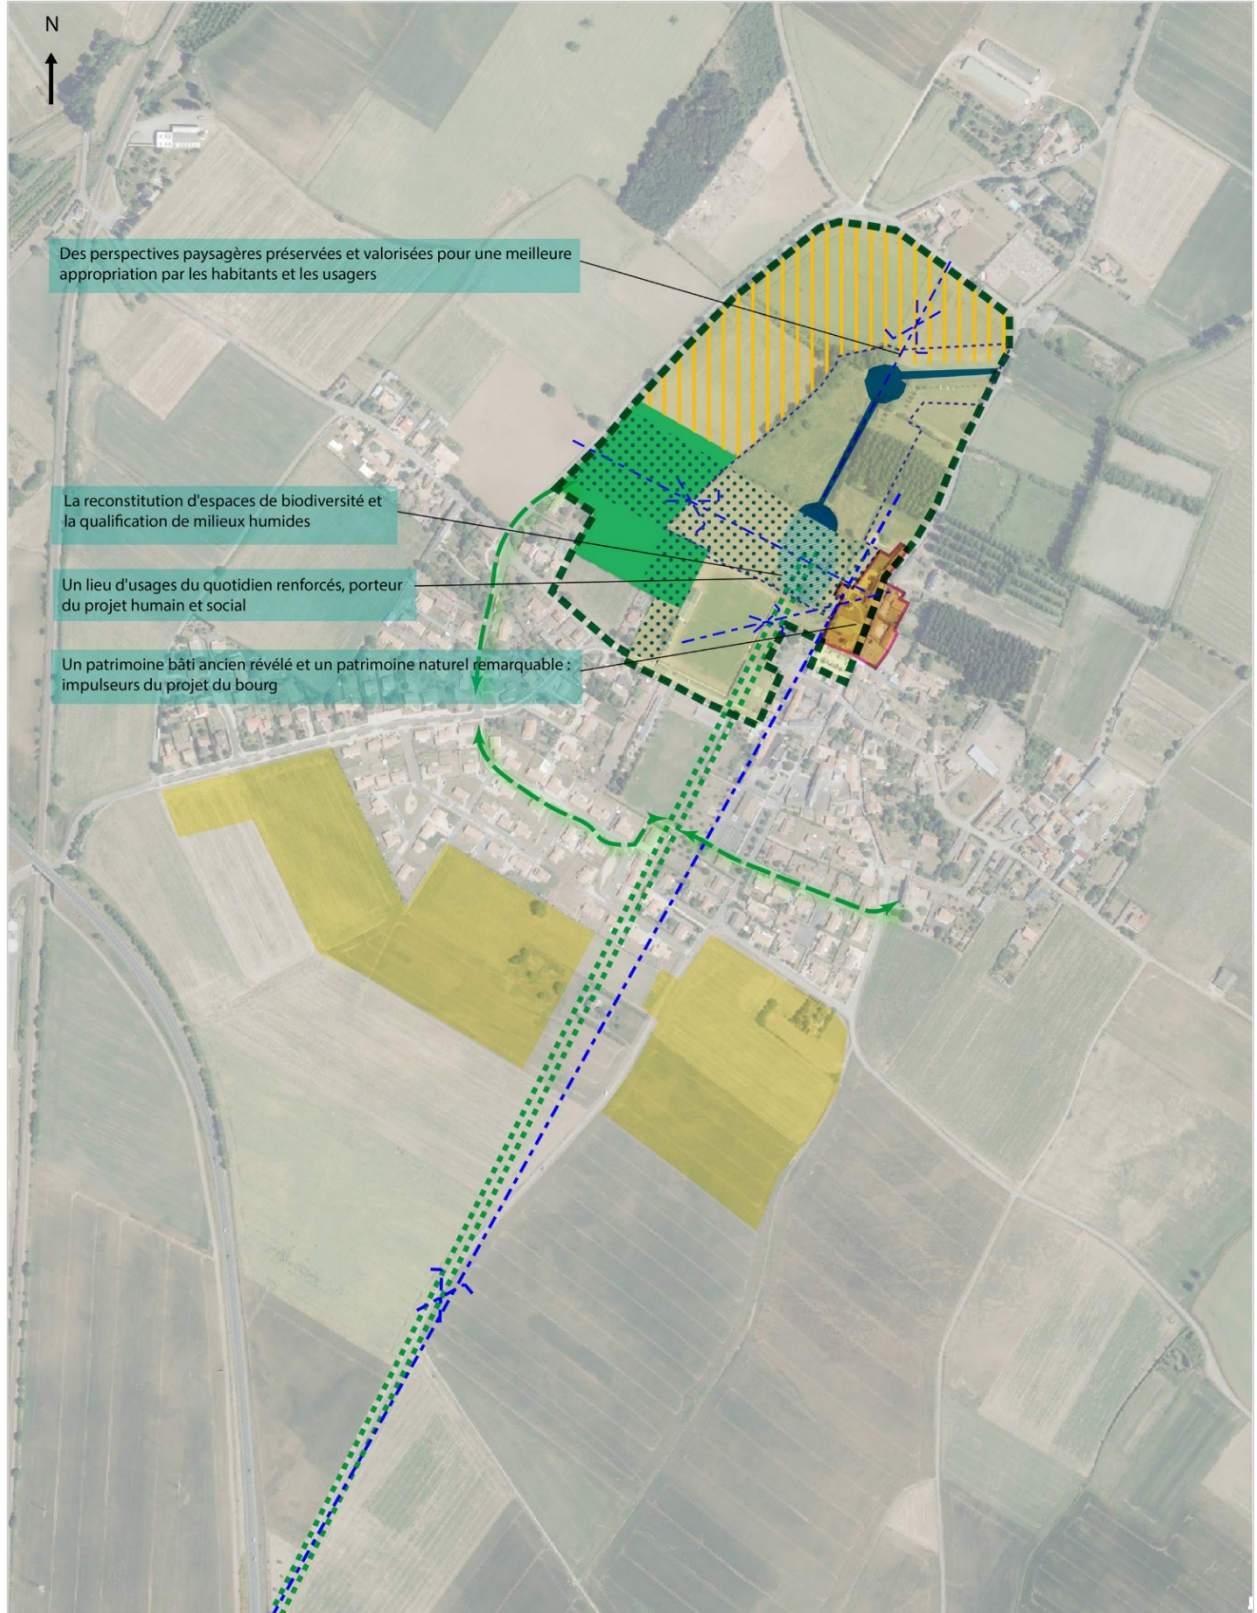 N
Des perspectives paysagères préservées et valorisées pour une meilleure
appropriation par les habitants et les usagers
La reconstitution d'espaces de biodiversité et
la qualification de milieux humides
Un lieu d'usages du quotidien renforcés, porteur
du projet humain et social
Un patrimoine bâti ancien révélé et un patrimoine naturel remarquable :
impulseurs du projet du bourg